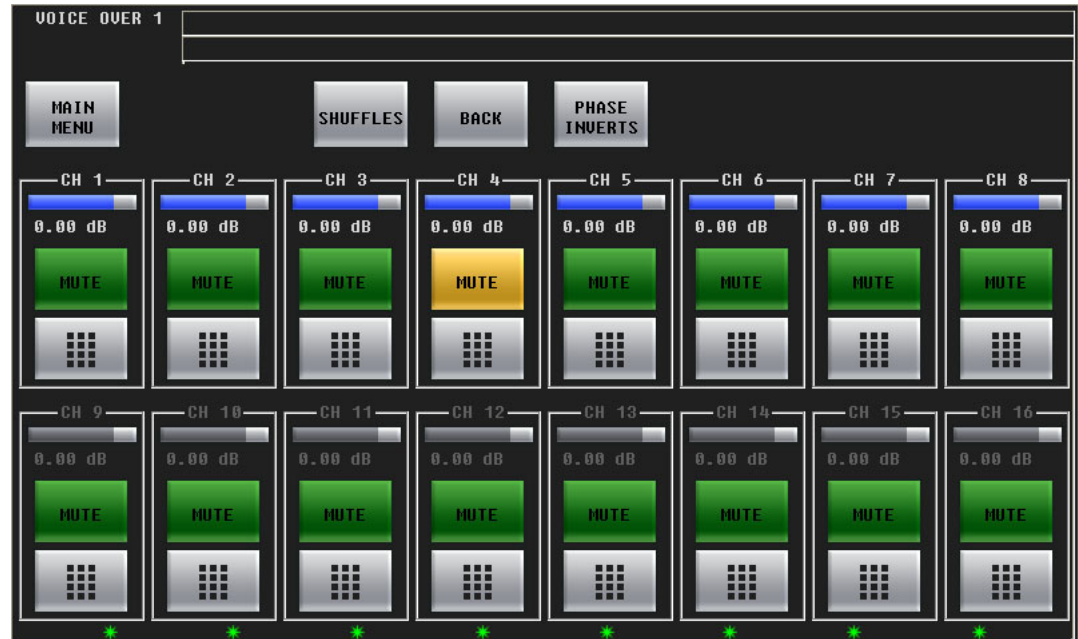 VOICE OVER 1
MAIN MENU SHUFFLES BACK PHASE INVERTS
CH 1 CH 2 CH 3 CH 4 CH 5 CH 6 CH 7 CH 8
0.00 dB 0.00 dB 0.00 dB 0.00 dB 0.00 dB 0.00 dB 0.00 dB 0.00 dB
MUTE MUTE MUTE MUTE MUTE MUTE MUTE MUTE
CH 9 CH 10 CH 11 CH 12 CH 13 CH 14 CH 15 CH 16
0.00 dB 0.00 dB 0.00 dB 0.00 dB 0.00 dB 0.00 dB 0.00 dB 0.00 dB
MUTE MUTE MUTE MUTE MUTE MUTE MUTE MUTE